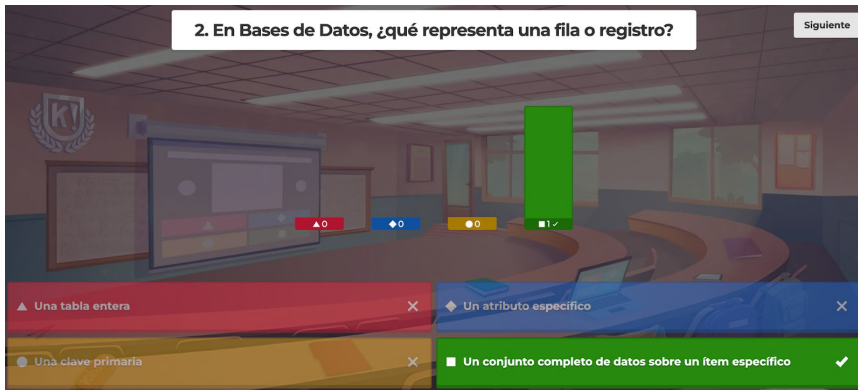 2. En Bases de Datos, ¿qué representa una fila o registro?
Siguiente
K!
▲ 0
◆ 0
● 0
■ 1 ✓
▲ Una tabla entera ✕
◆ Un atributo específico ✕
● Una clave primaria ✕
■ Un conjunto completo de datos sobre un ítem específico ✓